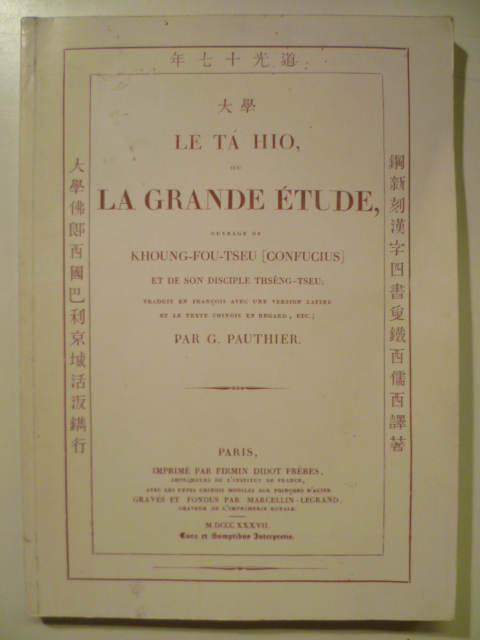 道光十七年
大學
LE TÁ HIO,
OU
LA GRANDE ÉTUDE,
OUVRAGE DE
KHOUNG-FOU-TSEU [CONFUCIUS]
ET DE SON DISCIPLE THSÊNG-TSEU;
TRADUIT EN FRANÇOIS AVEC UNE VERSION LATINE
ET LE TEXTE CHINOIS EN REGARD, ETC.;
PAR G. PAUTHIER.
鋼新刻漢字四書叟鐵西儒西譯著
大學佛郎西國巴利京城活板鐫行
PARIS,
IMPRIMÉ PAR FIRMIN DIDOT FRÈRES,
IMPRIMEURS DE L'INSTITUT DE FRANCE,
AVEC LES TYPES CHINOIS MOBILES SUR POINÇONS D'ACIER
GRAVÉS ET FONDUS PAR MARCELLIN-LEGRAND,
GRAVEUR DE L'IMPRIMERIE ROYALE.
M DCCC XXXVII.
Cura et Sumptibus Interpretis.